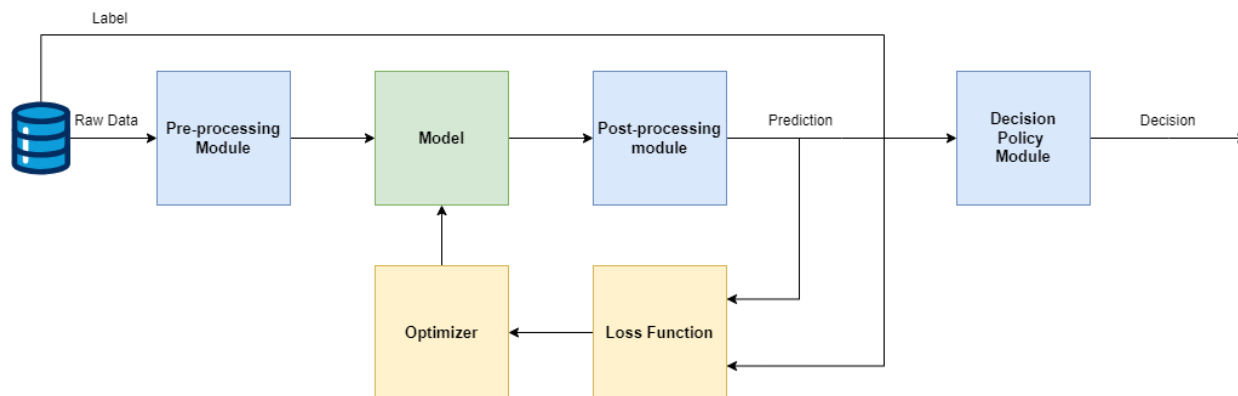 Label
Raw Data
Pre-processing
Module
Model
Post-processing
module
Prediction
Decision
Policy
Module
Decision
Optimizer
Loss Function